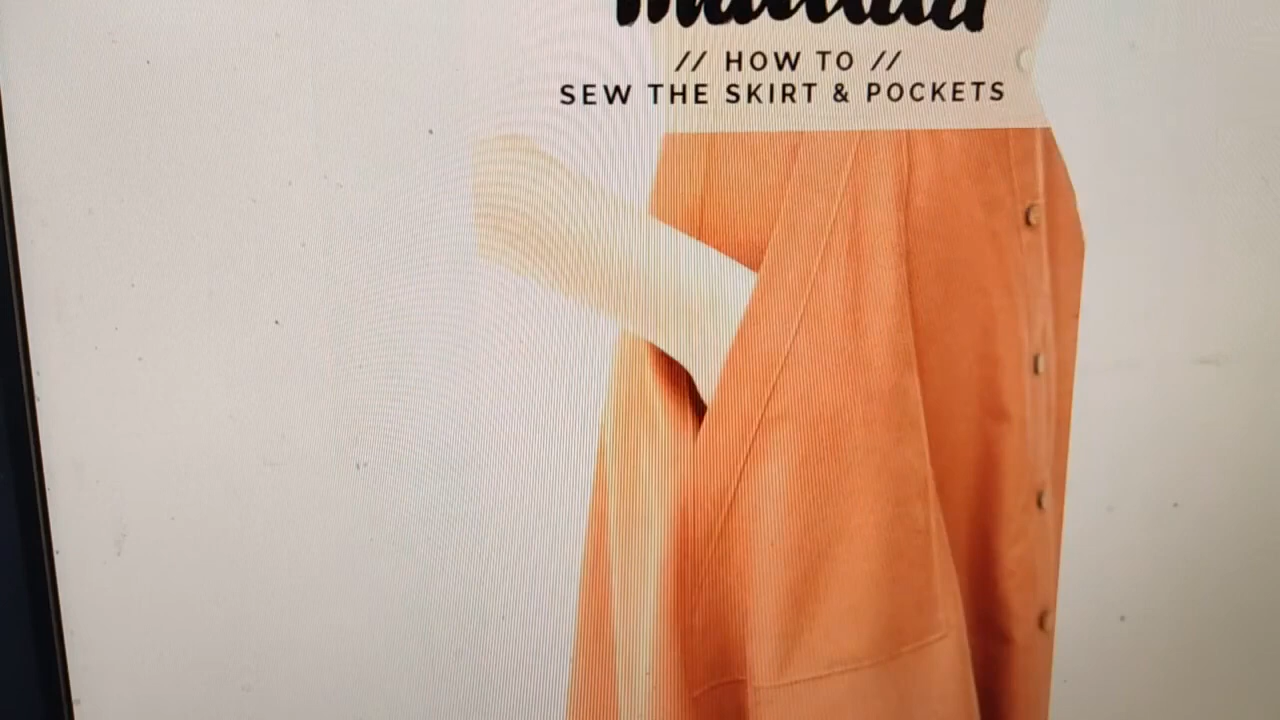 // HOW TO //
SEW THE SKIRT & POCKETS